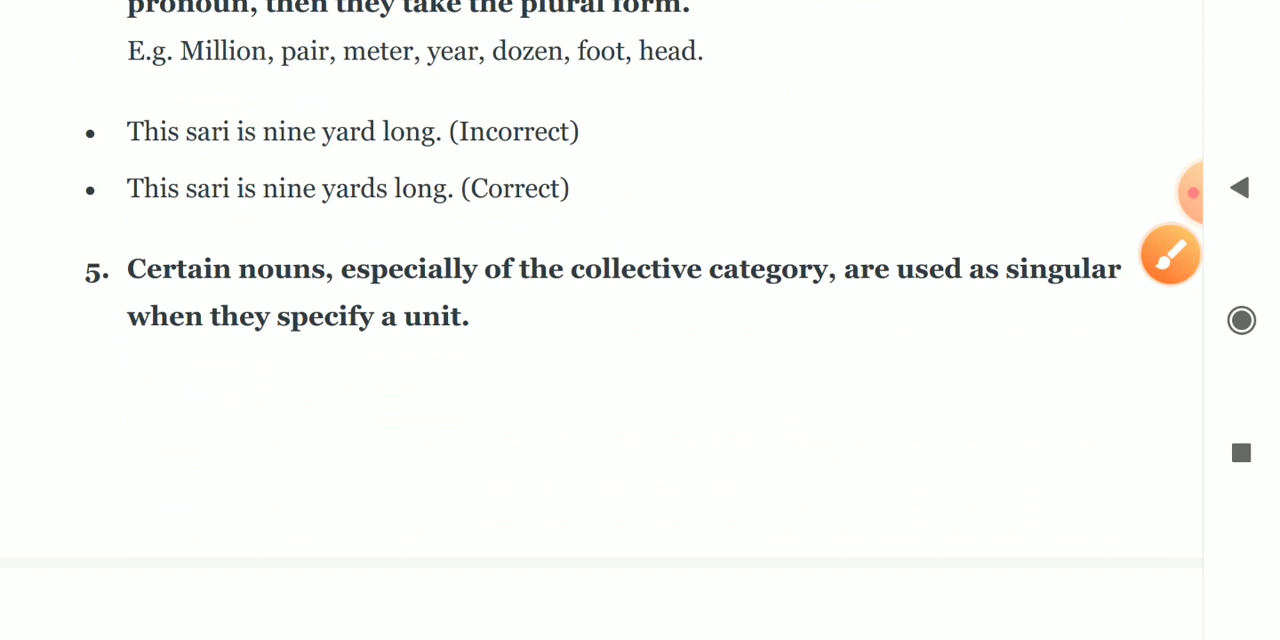 pronoun, then they take the plural form.
E.g. Million, pair, meter, year, dozen, foot, head.
• This sari is nine yard long. (Incorrect)
• This sari is nine yards long. (Correct)
5. Certain nouns, especially of the collective category, are used as singular
when they specify a unit.